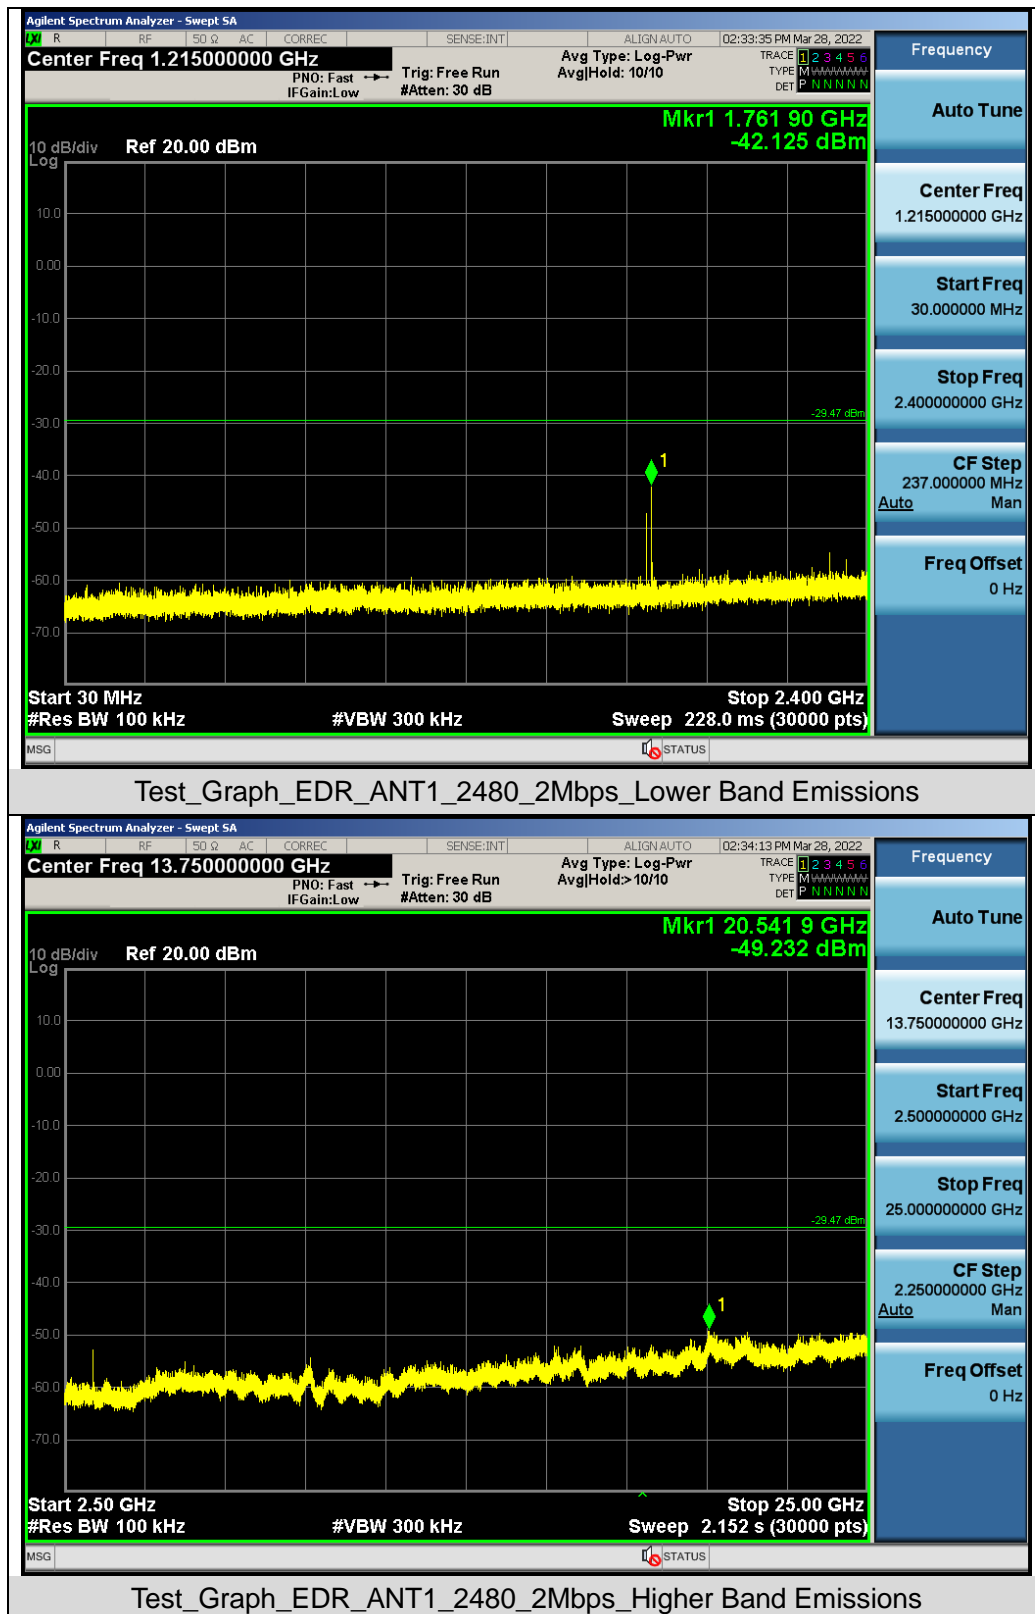 Agilent Spectrum Analyzer - Swept SA
LXI R RF 50 Ω AC CORREC SENSE:INT ALIGN AUTO 02:33:35 PM Mar 28, 2022
Center Freq 1.215000000 GHz
PNO: Fast
IFGain:Low
Trig: Free Run
#Atten: 30 dB
Avg Type: Log-Pwr
Avg|Hold: 10/10
TRACE 1 2 3 4 5 6
TYPE M
DET P N N N N N
Frequency
Auto Tune
Center Freq
1.215000000 GHz
Start Freq
30.000000 MHz
Stop Freq
2.400000000 GHz
CF Step
237.000000 MHz
Auto Man
Freq Offset
0 Hz
Mkr1 1.761 90 GHz
-42.125 dBm
10 dB/div Ref 20.00 dBm
Log
10.0
0.00
-10.0
-20.0
-29.47 dBm
-30.0
1
-40.0
-50.0
-60.0
-70.0
Start 30 MHz Stop 2.400 GHz
#Res BW 100 kHz #VBW 300 kHz Sweep 228.0 ms (30000 pts)
MSG STATUS
Test_Graph_EDR_ANT1_2480_2Mbps_Lower Band Emissions
Agilent Spectrum Analyzer - Swept SA
LXI R RF 50 Ω AC CORREC SENSE:INT ALIGN AUTO 02:34:13 PM Mar 28, 2022
Center Freq 13.750000000 GHz
PNO: Fast
IFGain:Low
Trig: Free Run
#Atten: 30 dB
Avg Type: Log-Pwr
Avg|Hold:>10/10
TRACE 1 2 3 4 5 6
TYPE M
DET P N N N N N
Frequency
Auto Tune
Center Freq
13.750000000 GHz
Start Freq
2.500000000 GHz
Stop Freq
25.000000000 GHz
CF Step
2.250000000 GHz
Auto Man
Freq Offset
0 Hz
Mkr1 20.541 9 GHz
-49.232 dBm
10 dB/div Ref 20.00 dBm
Log
10.0
0.00
-10.0
-20.0
-29.47 dBm
-30.0
-40.0
1
-50.0
-60.0
-70.0
Start 2.50 GHz Stop 25.00 GHz
#Res BW 100 kHz #VBW 300 kHz Sweep 2.152 s (30000 pts)
MSG STATUS
Test_Graph_EDR_ANT1_2480_2Mbps_Higher Band Emissions